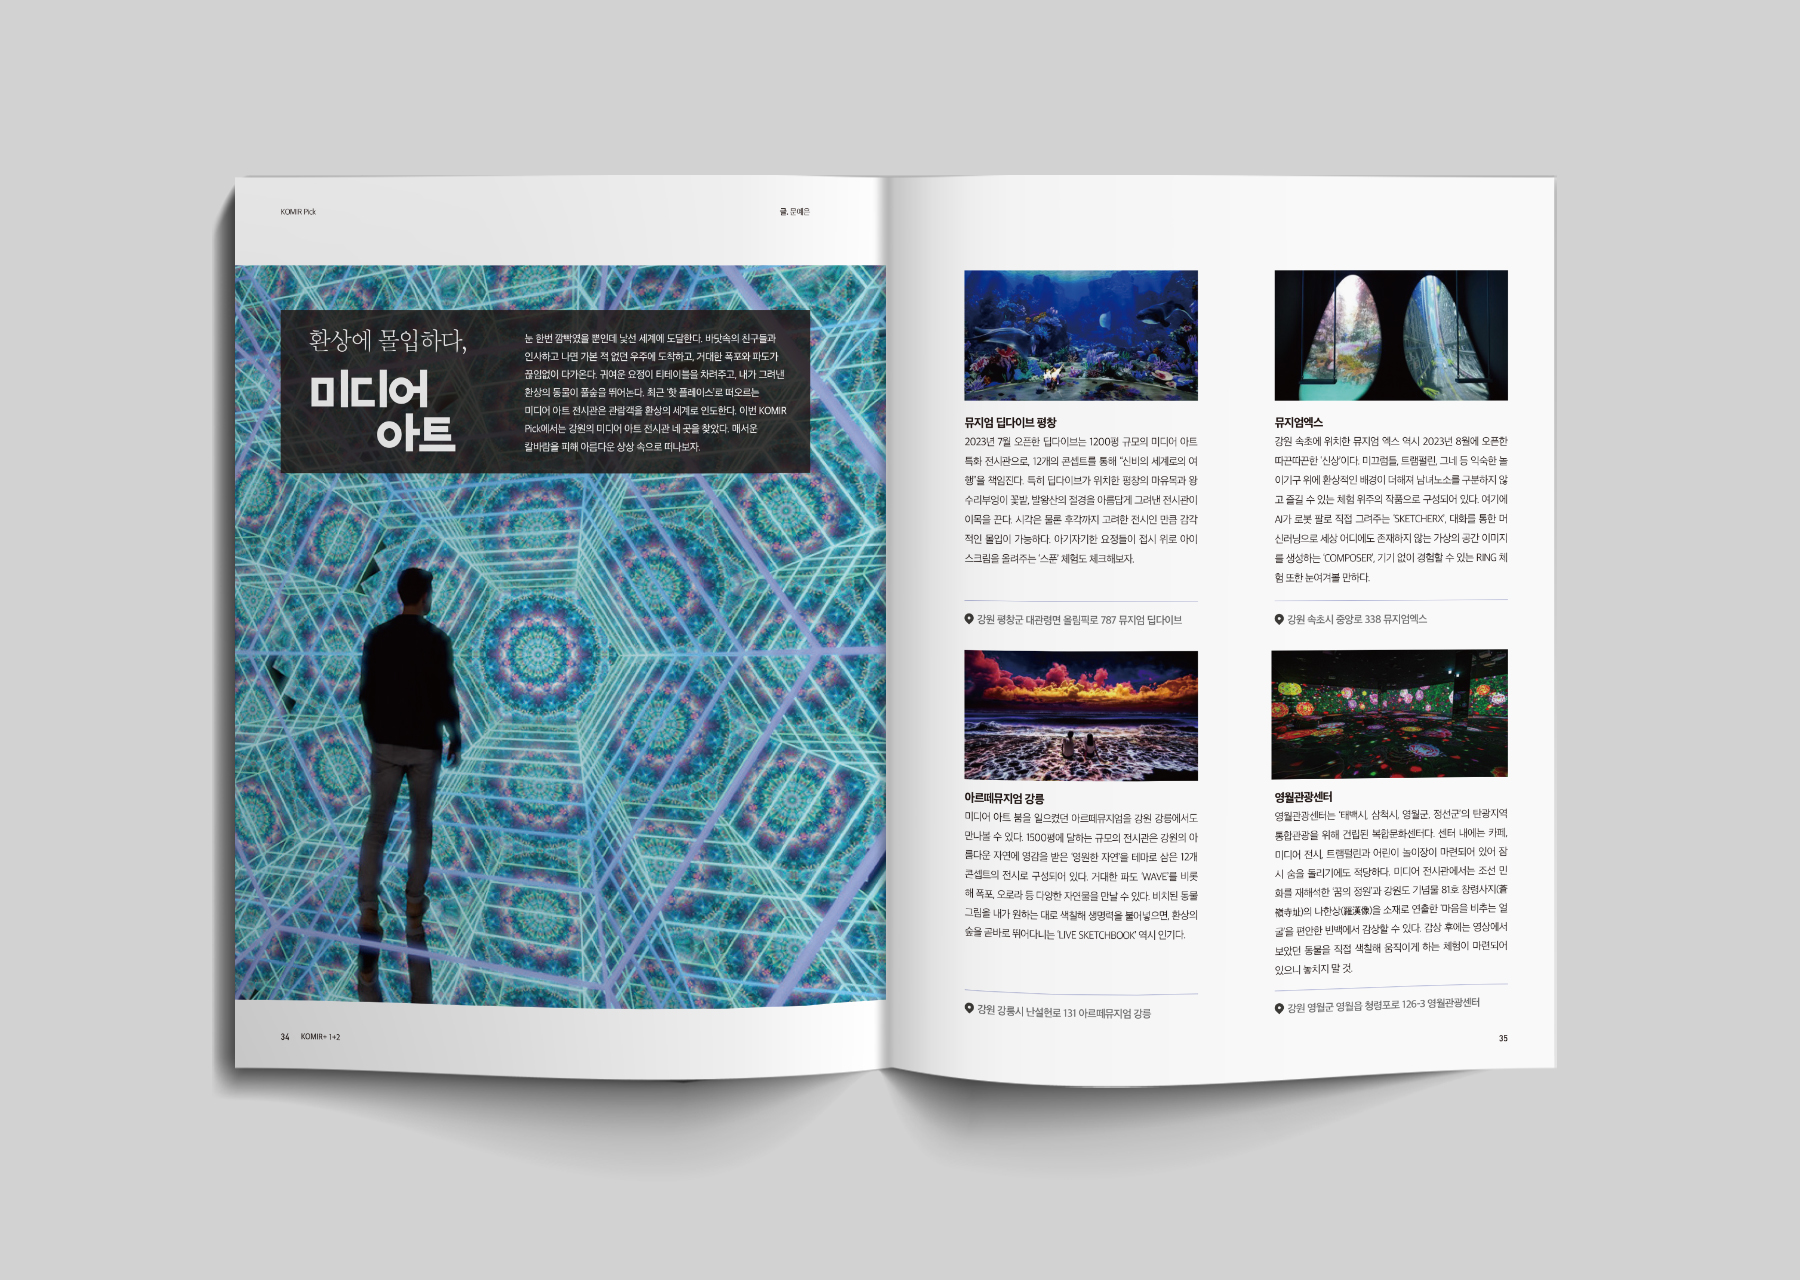 KOMIR Pick
글. 문예은
환상에 몰입하다,
미디어
아트
눈 한번 깜빡였을 뿐인데 낯선 세계에 도달한다. 바닷속의 친구들과
인사하고 나면 가본 적 없던 우주에 도착하고, 거대한 폭포와 파도가
끊임없이 다가온다. 귀여운 요정이 티테이블을 차려주고, 내가 그려낸
환상의 동물이 풀숲을 뛰어논다. 최근 ‘핫 플레이스’로 떠오르는
미디어 아트 전시관은 관람객을 환상의 세계로 인도한다. 이번 KOMIR
Pick에서는 강원의 미디어 아트 전시관 네 곳을 찾았다. 매서운
칼바람을 피해 아름다운 상상 속으로 떠나보자.
34 KOMIR+ 1+2
뮤지엄 딥다이브 평창
2023년 7월 오픈한 딥다이브는 1200평 규모의 미디어 아트
특화 전시관으로, 12개의 콘셉트를 통해 “신비의 세계로의 여
행”을 책임진다. 특히 딥다이브가 위치한 평창의 마유목과 왕
수리부엉이 꽃밭, 발왕산의 절경을 아름답게 그려낸 전시관이
이목을 끈다. 시각은 물론 후각까지 고려한 전시인 만큼 감각
적인 몰입이 가능하다. 아기자기한 요정들이 접시 위로 아이
스크림을 올려주는 ‘스푼’ 체험도 체크해보자.
강원 평창군 대관령면 올림픽로 787 뮤지엄 딥다이브
뮤지엄엑스
강원 속초에 위치한 뮤지엄 엑스 역시 2023년 8월에 오픈한
따끈따끈한 ‘신상’이다. 미끄럼틀, 트램펄린, 그네 등 익숙한 놀
이기구 위에 환상적인 배경이 더해져 남녀노소를 구분하지 않
고 즐길 수 있는 체험 위주의 작품으로 구성되어 있다. 여기에
AI가 로봇 팔로 직접 그려주는 ‘SKETCHERX’, 대화를 통한 머
신러닝으로 세상 어디에도 존재하지 않는 가상의 공간 이미지
를 생성하는 ‘COMPOSER’, 기기 없이 경험할 수 있는 RING 체
험 또한 눈여겨볼 만하다.
강원 속초시 중앙로 338 뮤지엄엑스
아르떼뮤지엄 강릉
미디어 아트 붐을 일으켰던 아르떼뮤지엄을 강원 강릉에서도
만나볼 수 있다. 1500평에 달하는 규모의 전시관은 강원의 아
름다운 자연에 영감을 받은 ‘영원한 자연’을 테마로 삼은 12개
콘셉트의 전시로 구성되어 있다. 거대한 파도 ‘WAVE’를 비롯
해 폭포, 오로라 등 다양한 자연물을 만날 수 있다. 비치된 동물
그림을 내가 원하는 대로 색칠해 생명력을 불어넣으면, 환상의
숲을 곧바로 뛰어다니는 ‘LIVE SKETCHBOOK’ 역시 인기다.
강원 강릉시 난설헌로 131 아르떼뮤지엄 강릉
영월관광센터
영월관광센터는 ‘태백시, 삼척시, 영월군, 정선군’의 탄광지역
통합관광을 위해 건립된 복합문화센터다. 센터 내에는 카페,
미디어 전시, 트램펄린과 어린이 놀이장이 마련되어 있어 잠
시 숨을 돌리기에도 적당하다. 미디어 전시관에서는 조선 민
화를 재해석한 ‘꿈의 정원’과 강원도 기념물 81호 창령사지(蒼
嶺寺址)의 나한상(羅漢像)을 소재로 연출한 ‘마음을 비추는 얼
굴’을 편안한 빈백에서 감상할 수 있다. 감상 후에는 영상에서
보았던 동물을 직접 색칠해 움직이게 하는 체험이 마련되어
있으니 놓치지 말 것.
강원 영월군 영월읍 청령포로 126-3 영월관광센터
35